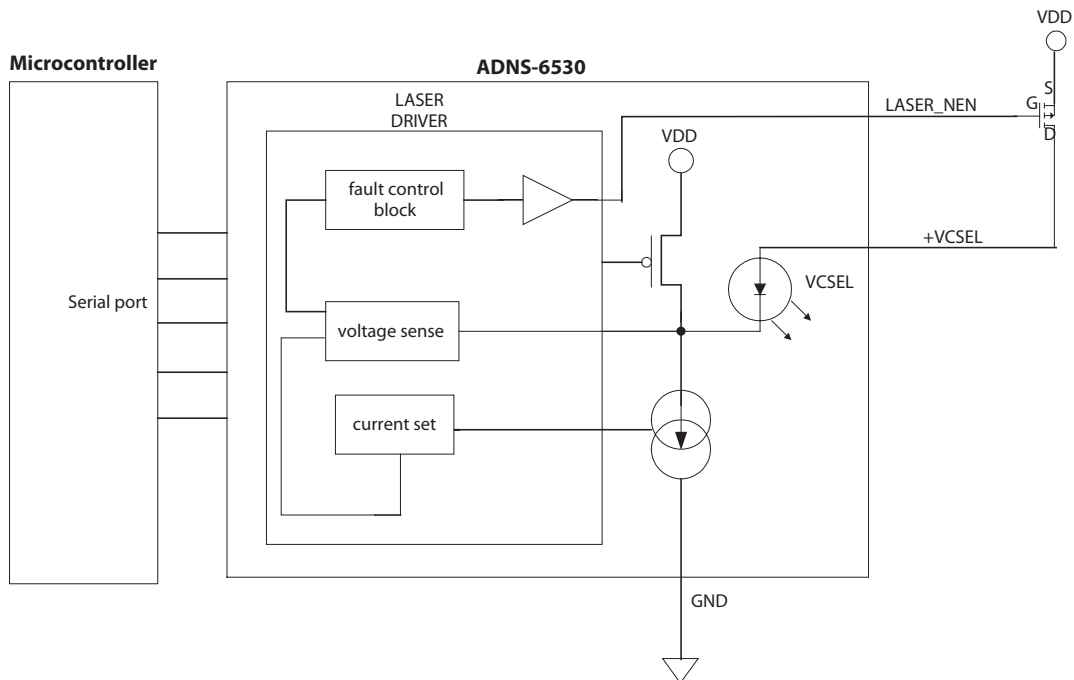 VDD
Microcontroller
ADNS-6530
LASER
DRIVER
S
G
D
LASER_NEN
VDD
fault control
block
+VCSEL
VCSEL
Serial port
voltage sense
current set
GND